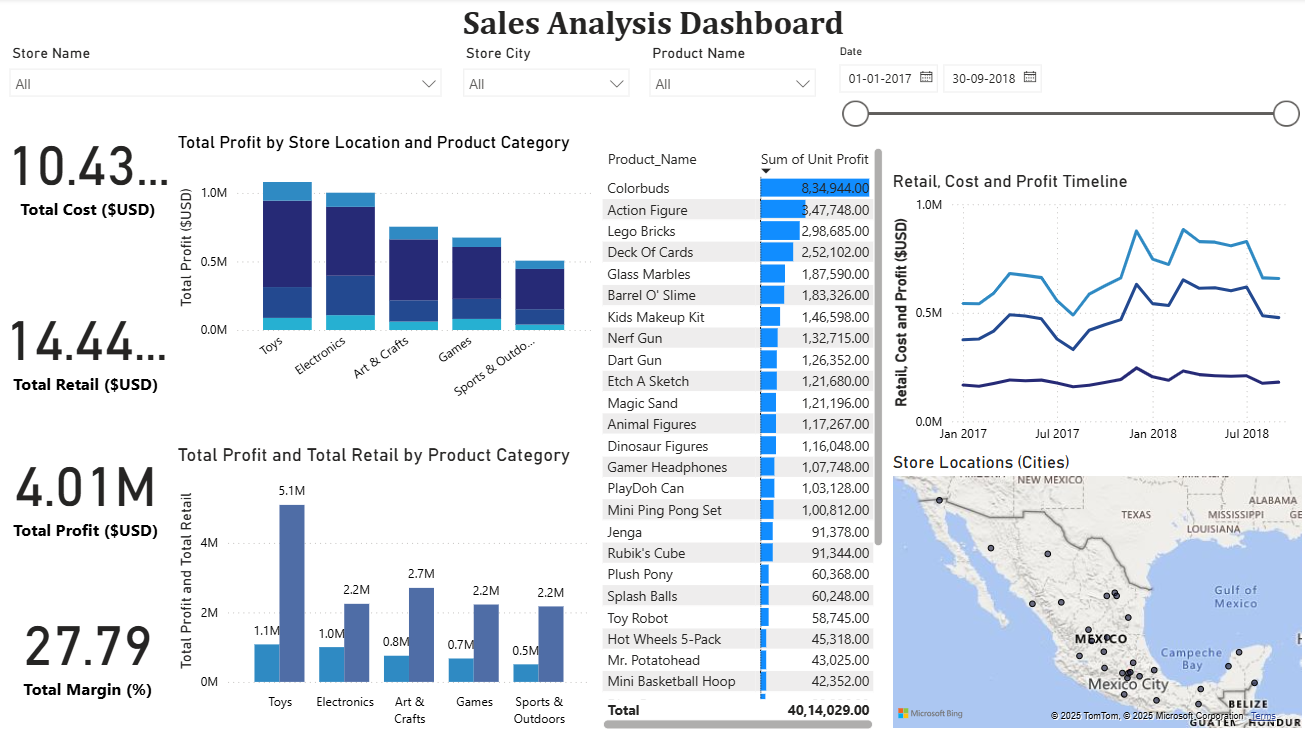 Sales Analysis Dashboard
Store Name
All
Store City
All
Product Name
All
Date
01-01-2017
30-09-2018
10.43...
Total Cost ($USD)
14.44...
Total Retail ($USD)
4.01M
Total Profit ($USD)
27.79
Total Margin (%)
Total Profit by Store Location and Product Category
Total Profit ($USD)
1.0M
0.5M
0.0M
Toys
Electronics
Art & Crafts
Games
Sports & Outdo...
Total Profit and Total Retail by Product Category
Total Profit and Total Retail
4M
2M
0M
1.1M
5.1M
1.0M
2.2M
0.8M
2.7M
0.7M
2.2M
0.5M
2.2M
Toys
Electronics
Art &
Crafts
Games
Sports &
Outdoors
Product_Name Sum of Unit Profit
Colorbuds 8,34,944.00
Action Figure 3,47,748.00
Lego Bricks 2,98,685.00
Deck Of Cards 2,52,102.00
Glass Marbles 1,87,590.00
Barrel O' Slime 1,83,326.00
Kids Makeup Kit 1,46,598.00
Nerf Gun 1,32,715.00
Dart Gun 1,26,352.00
Etch A Sketch 1,21,680.00
Magic Sand 1,21,196.00
Animal Figures 1,17,267.00
Dinosaur Figures 1,16,048.00
Gamer Headphones 1,07,748.00
PlayDoh Can 1,03,128.00
Mini Ping Pong Set 1,00,812.00
Jenga 91,378.00
Rubik's Cube 91,344.00
Plush Pony 60,368.00
Splash Balls 60,248.00
Toy Robot 58,745.00
Hot Wheels 5-Pack 45,318.00
Mr. Potatohead 43,025.00
Mini Basketball Hoop 42,352.00
Total 40,14,029.00
Retail, Cost and Profit Timeline
Retail, Cost and Profit ($USD)
1.0M
0.5M
0.0M
Jan 2017
Jul 2017
Jan 2018
Jul 2018
Store Locations (Cities)
NEW MEXICO
TEXAS
ALABAMA
MISSISSIPPI
GE
LOUISIANA
Gulf of
Mexico
MEXICO
Campeche
Bay
Mexico City
BELIZE
Microsoft Bing
© 2025 TomTom, © 2025 Microsoft Corporation Terms
GUATEM
HONDUR